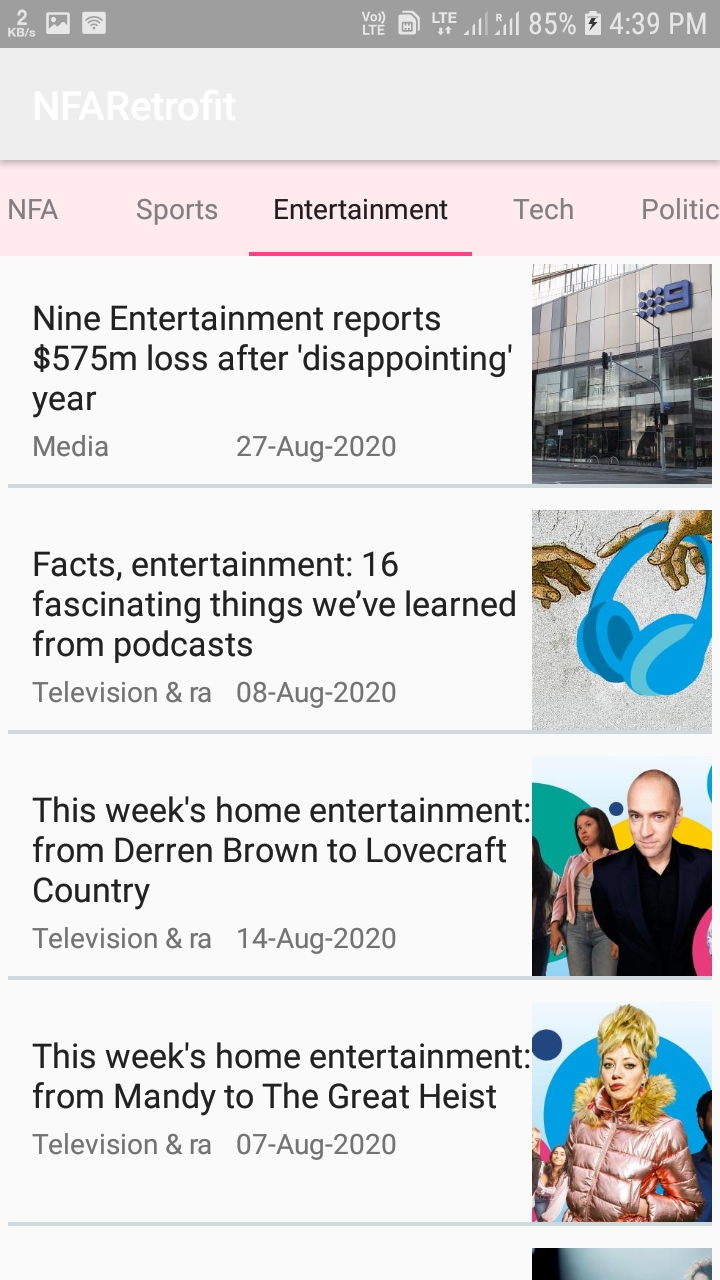 2
KB/s
Vo))
LTE
LTE
R
85%
4:39 PM
NFARetrofit
NFA
Sports
Entertainment
Tech
Politic
Nine Entertainment reports
$575m loss after 'disappointing'
year
Media
27-Aug-2020
9
Facts, entertainment: 16
fascinating things we’ve learned
from podcasts
Television & ra
08-Aug-2020
This week's home entertainment:
from Derren Brown to Lovecraft
Country
Television & ra
14-Aug-2020
This week's home entertainment:
from Mandy to The Great Heist
Television & ra
07-Aug-2020